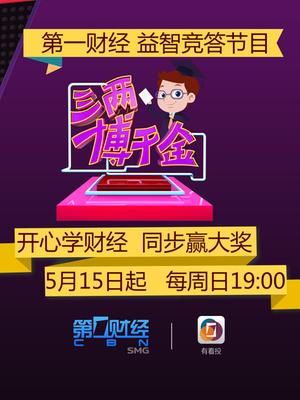 第一财经 益智竞答节目
三两
博千金
开心学财经 同步赢大奖
5月15日起 每周日19:00
第一财经
CBN
SMG
有看投